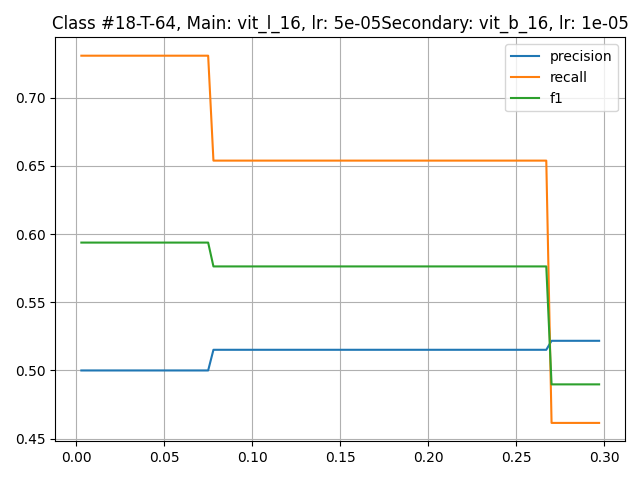 Class #18-T-64, Main: vit_l_16, lr: 5e-05Secondary: vit_b_16, lr: 1e-05
precision
recall
f1
0.70
0.65
0.60
0.55
0.50
0.45
0.00 0.05 0.10 0.15 0.20 0.25 0.30